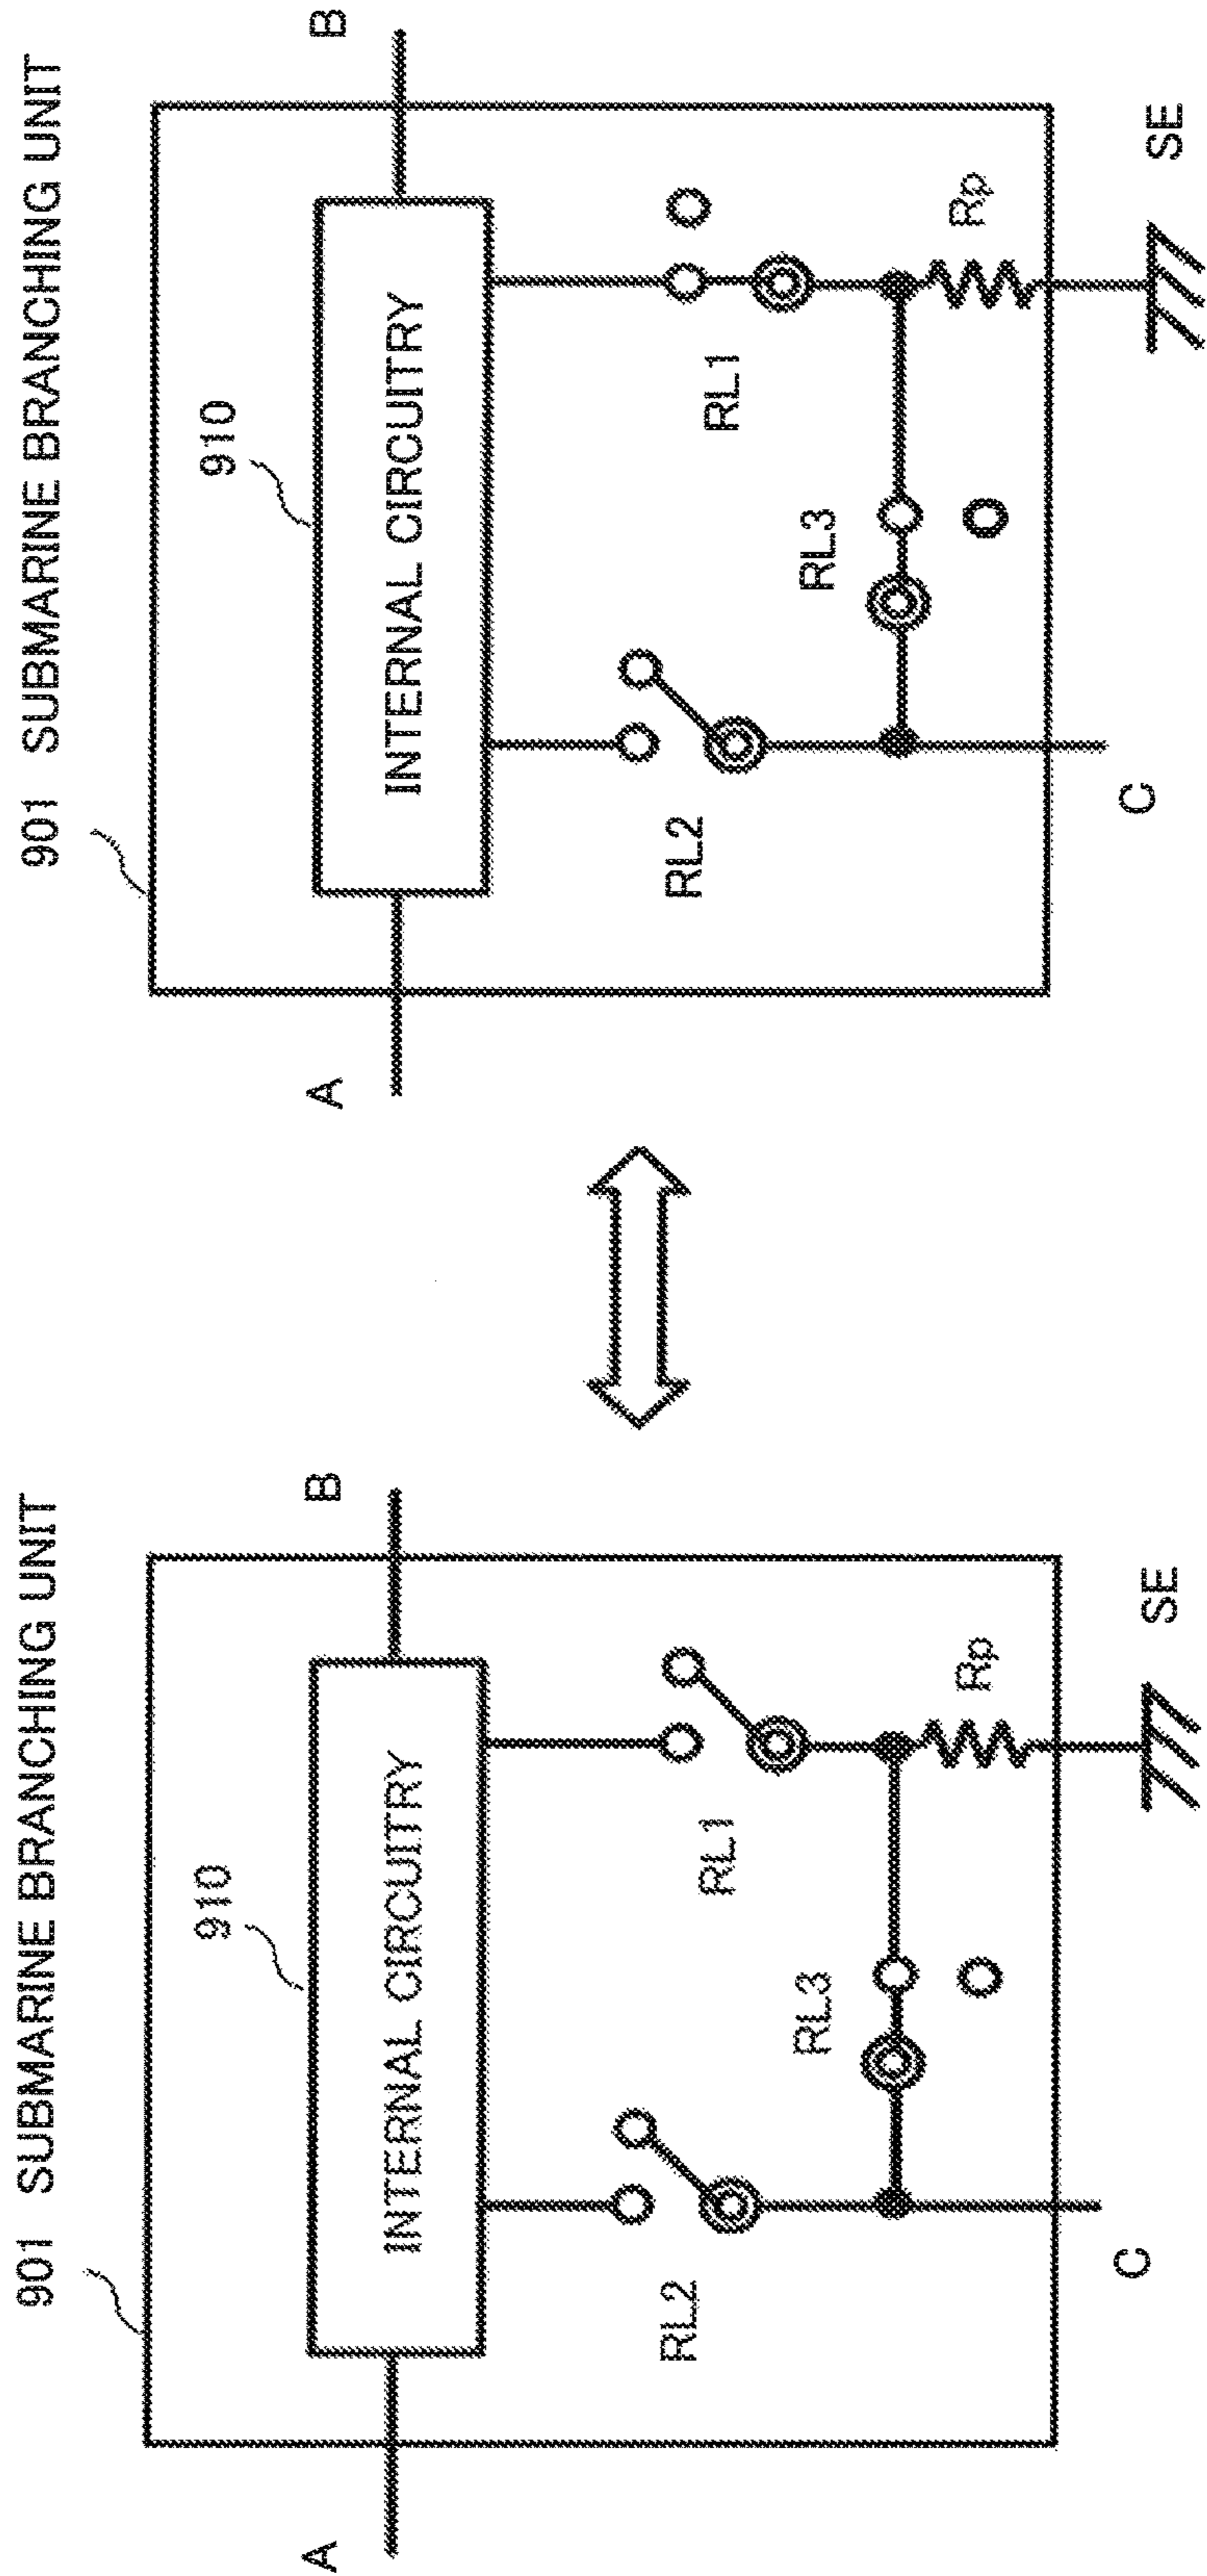 901 SUBMARINE BRANCHING UNIT
910
INTERNAL CIRCUITRY
A
B
RL2
RL1
RL3
Rp
C
SE
901 SUBMARINE BRANCHING UNIT
910
INTERNAL CIRCUITRY
A
B
RL2
RL1
RL3
Rp
C
SE